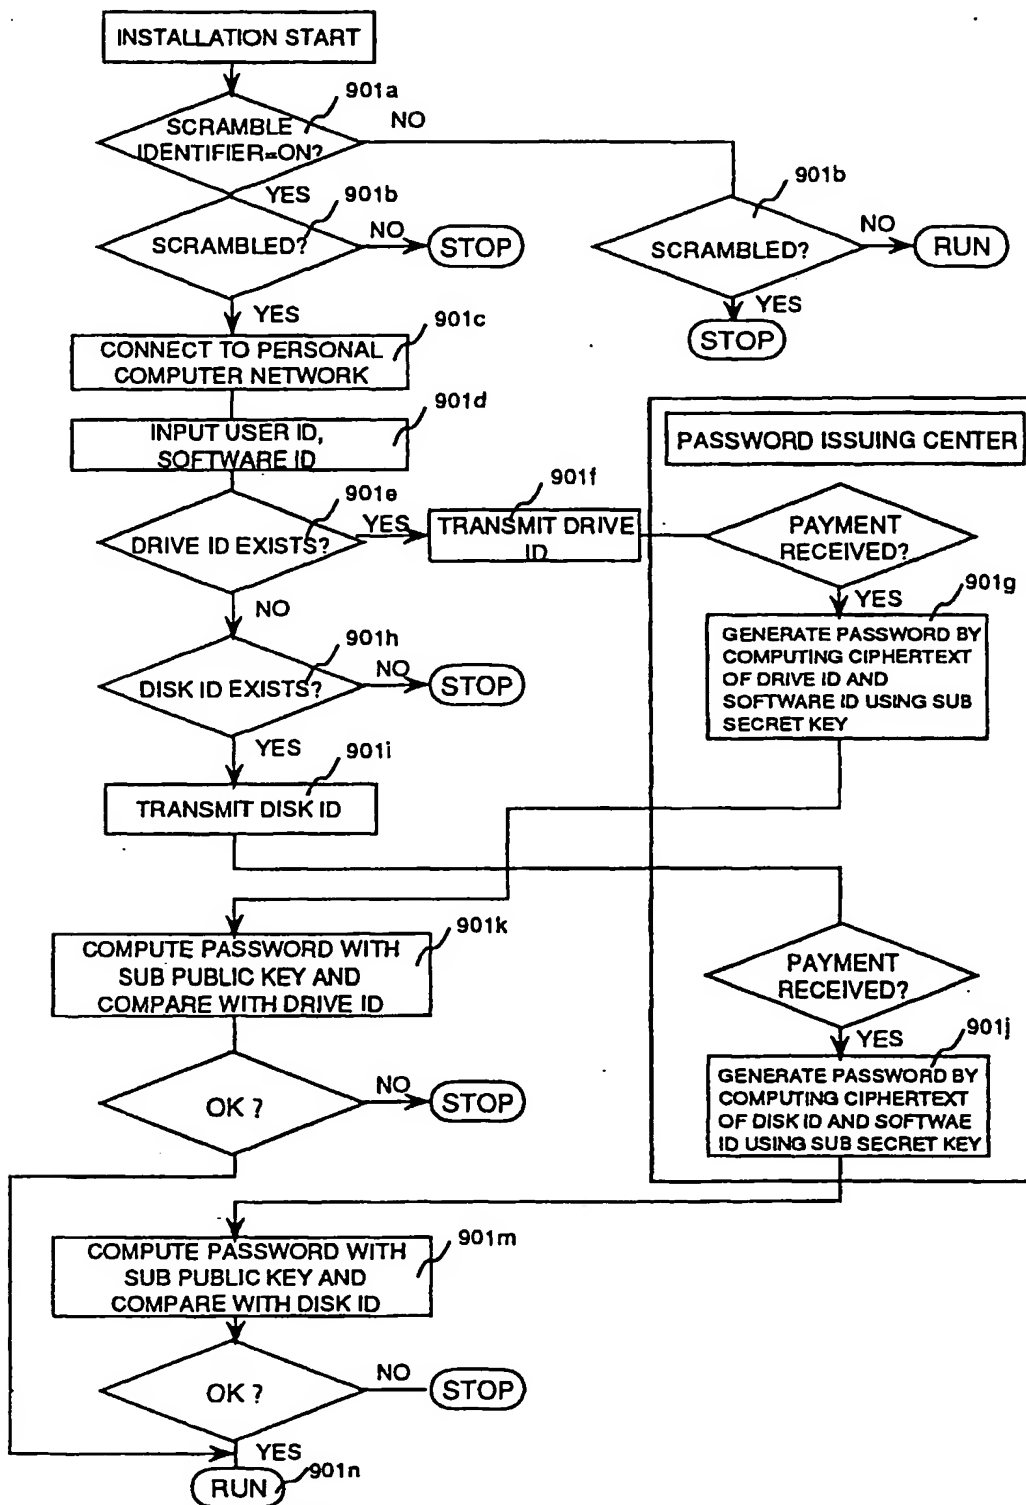 INSTALLATION START
901a
SCRAMBLE
IDENTIFIER=ON?
NO
YES
901b
SCRAMBLED?
NO
STOP
901b
SCRAMBLED?
NO
RUN
YES
STOP
YES
901c
CONNECT TO PERSONAL
COMPUTER NETWORK
901d
INPUT USER ID,
SOFTWARE ID
PASSWORD ISSUING CENTER
901e
DRIVE ID EXISTS?
YES
901f
TRANSMIT DRIVE
ID
PAYMENT
RECEIVED?
YES
901g
GENERATE PASSWORD BY
COMPUTING CIPHERTEXT
OF DRIVE ID AND
SOFTWARE ID USING SUB
SECRET KEY
NO
901h
DISK ID EXISTS?
NO
STOP
YES
901i
TRANSMIT DISK ID
901k
COMPUTE PASSWORD WITH
SUB PUBLIC KEY AND
COMPARE WITH DRIVE ID
PAYMENT
RECEIVED?
YES
901j
GENERATE PASSWORD BY
COMPUTING CIPHERTEXT
OF DISK ID AND SOFTWAE
ID USING SUB SECRET KEY
OK ?
NO
STOP
901m
COMPUTE PASSWORD WITH
SUB PUBLIC KEY AND
COMPARE WITH DISK ID
OK ?
NO
STOP
YES
RUN
901n